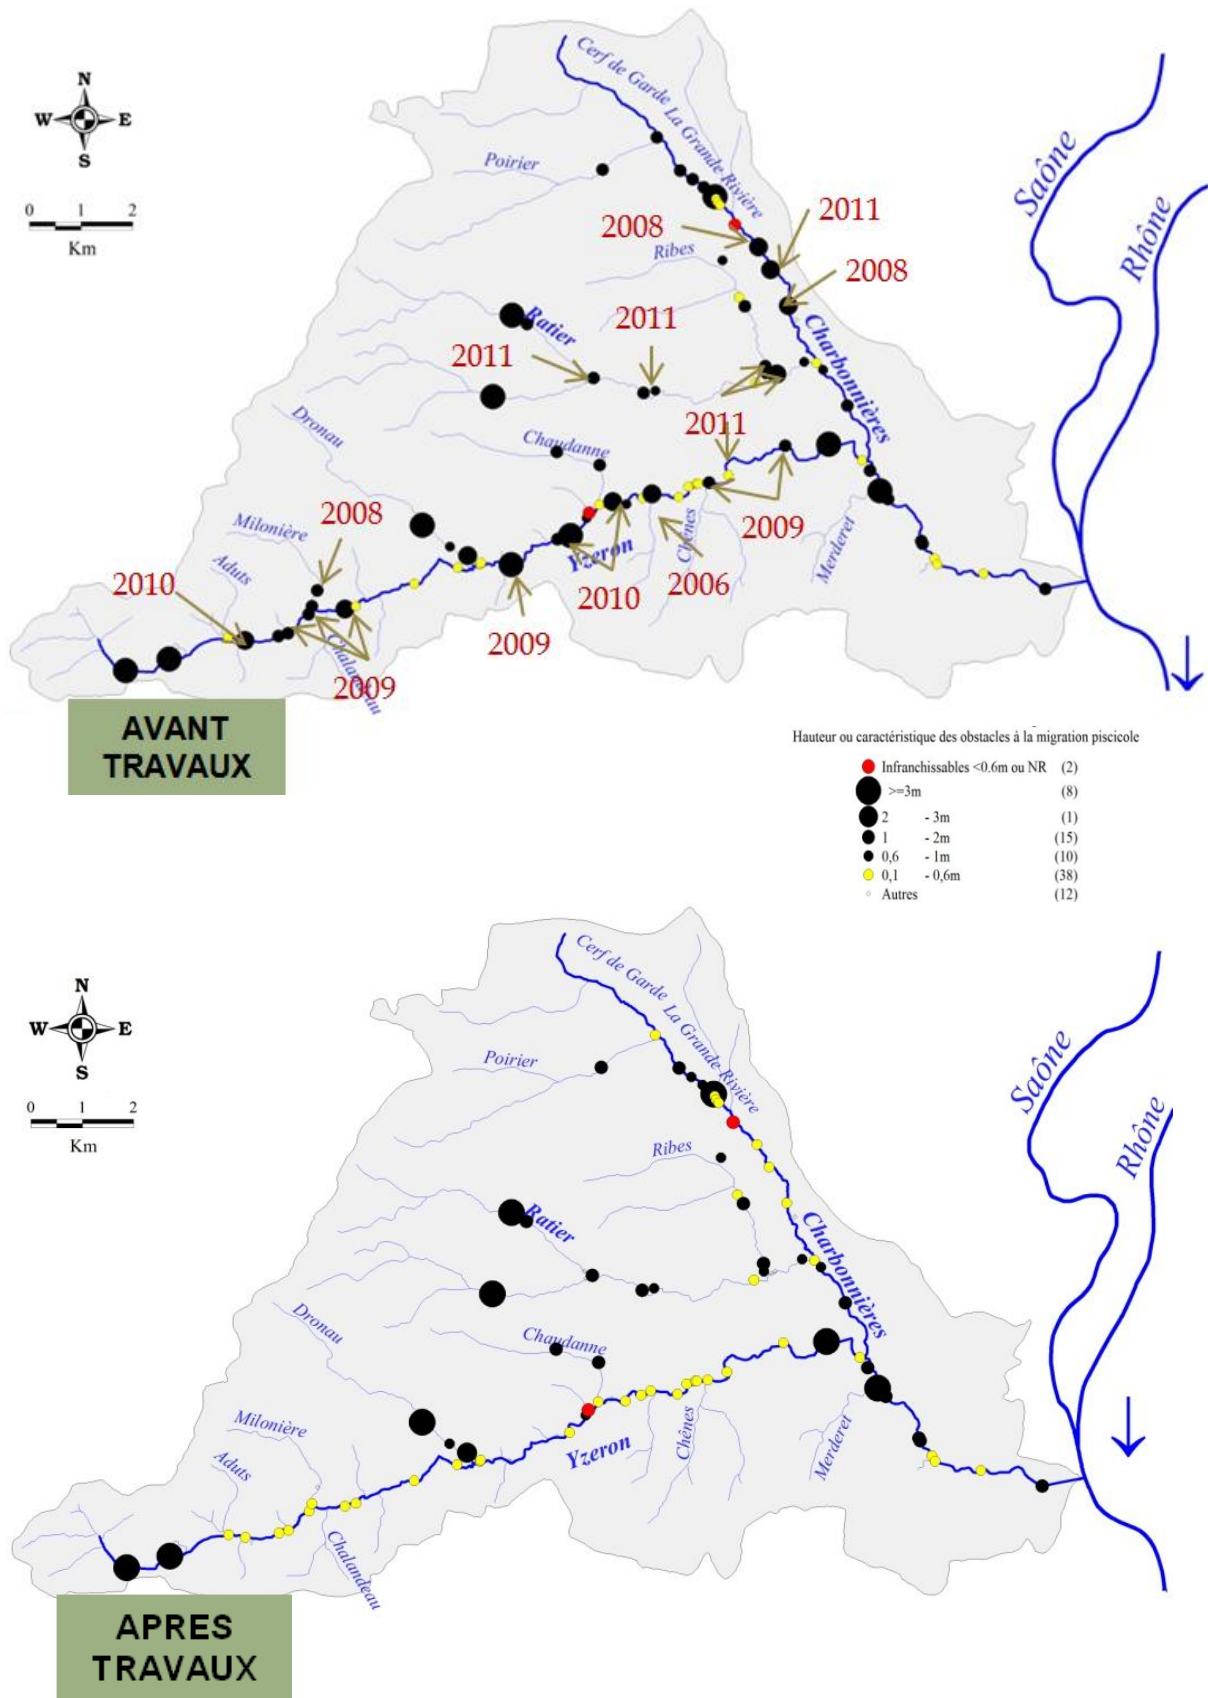 Cerf de Garde
La Grande Rivière
N
W E
S
0 1 2
Km
Poirier
Saône
Rhône
2011
2008
Ribes
2008
Ratier
2011
2011
Charbonnières
Dronau
Chaudanne
2011
2008
Milonière
Aduts
Yzeron
Chênes
2009
Merderet
2010
2010
2006
2009
Chalandeau
2009
AVANT
TRAVAUX
Hauteur ou caractéristique des obstacles à la migration piscicole
Infranchissables <0.6m ou NR (2)
>=3m (8)
2 - 3m (1)
1 - 2m (15)
0,6 - 1m (10)
0,1 - 0,6m (38)
Autres (12)
Cerf de Garde
La Grande Rivière
N
W E
S
0 1 2
Km
Poirier
Saône
Rhône
Ribes
Ratier
Charbonnières
Dronau
Chaudanne
Milonière
Aduts
Yzeron
Chênes
Merderet
Chalandeau
APRES
TRAVAUX